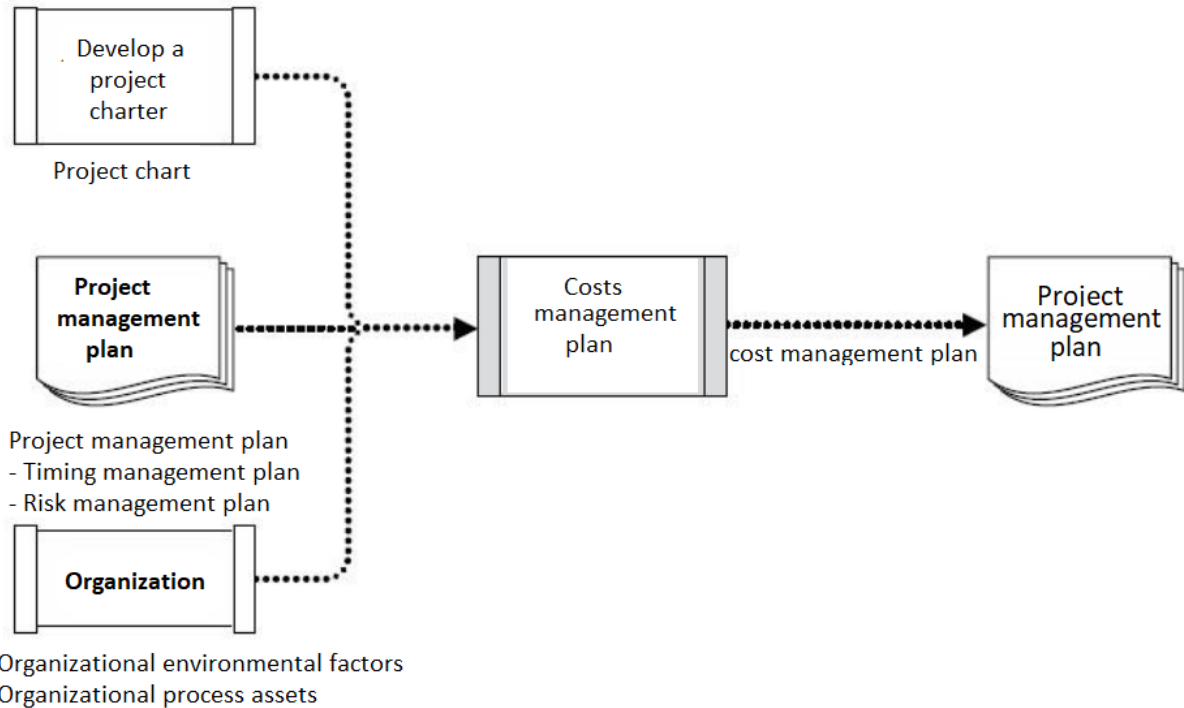 Develop a
project
charter
Project chart
Project
management
plan
Project management plan
- Timing management plan
- Risk management plan
Organization
Organizational environmental factors
Organizational process assets
Costs
management
plan
cost management plan
Project
management
plan